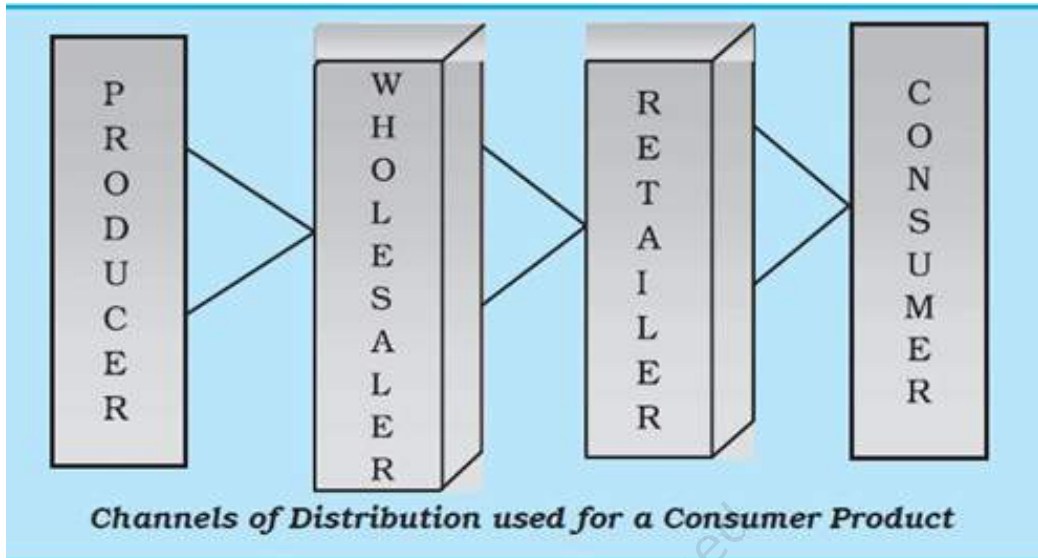 PRODUCER
WHOLESALER
RETAILER
CONSUMER
Channels of Distribution used for a Consumer Product